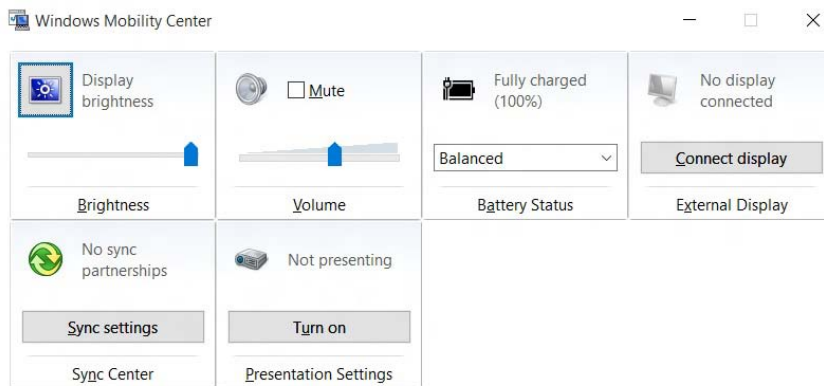 Windows Mobility Center
Display
brightness
Brightness
Mute
Volume
Fully charged
(100%)
Balanced
Battery Status
No display
connected
Connect display
External Display
No sync
partnerships
Sync settings
Sync Center
Not presenting
Turn on
Presentation Settings